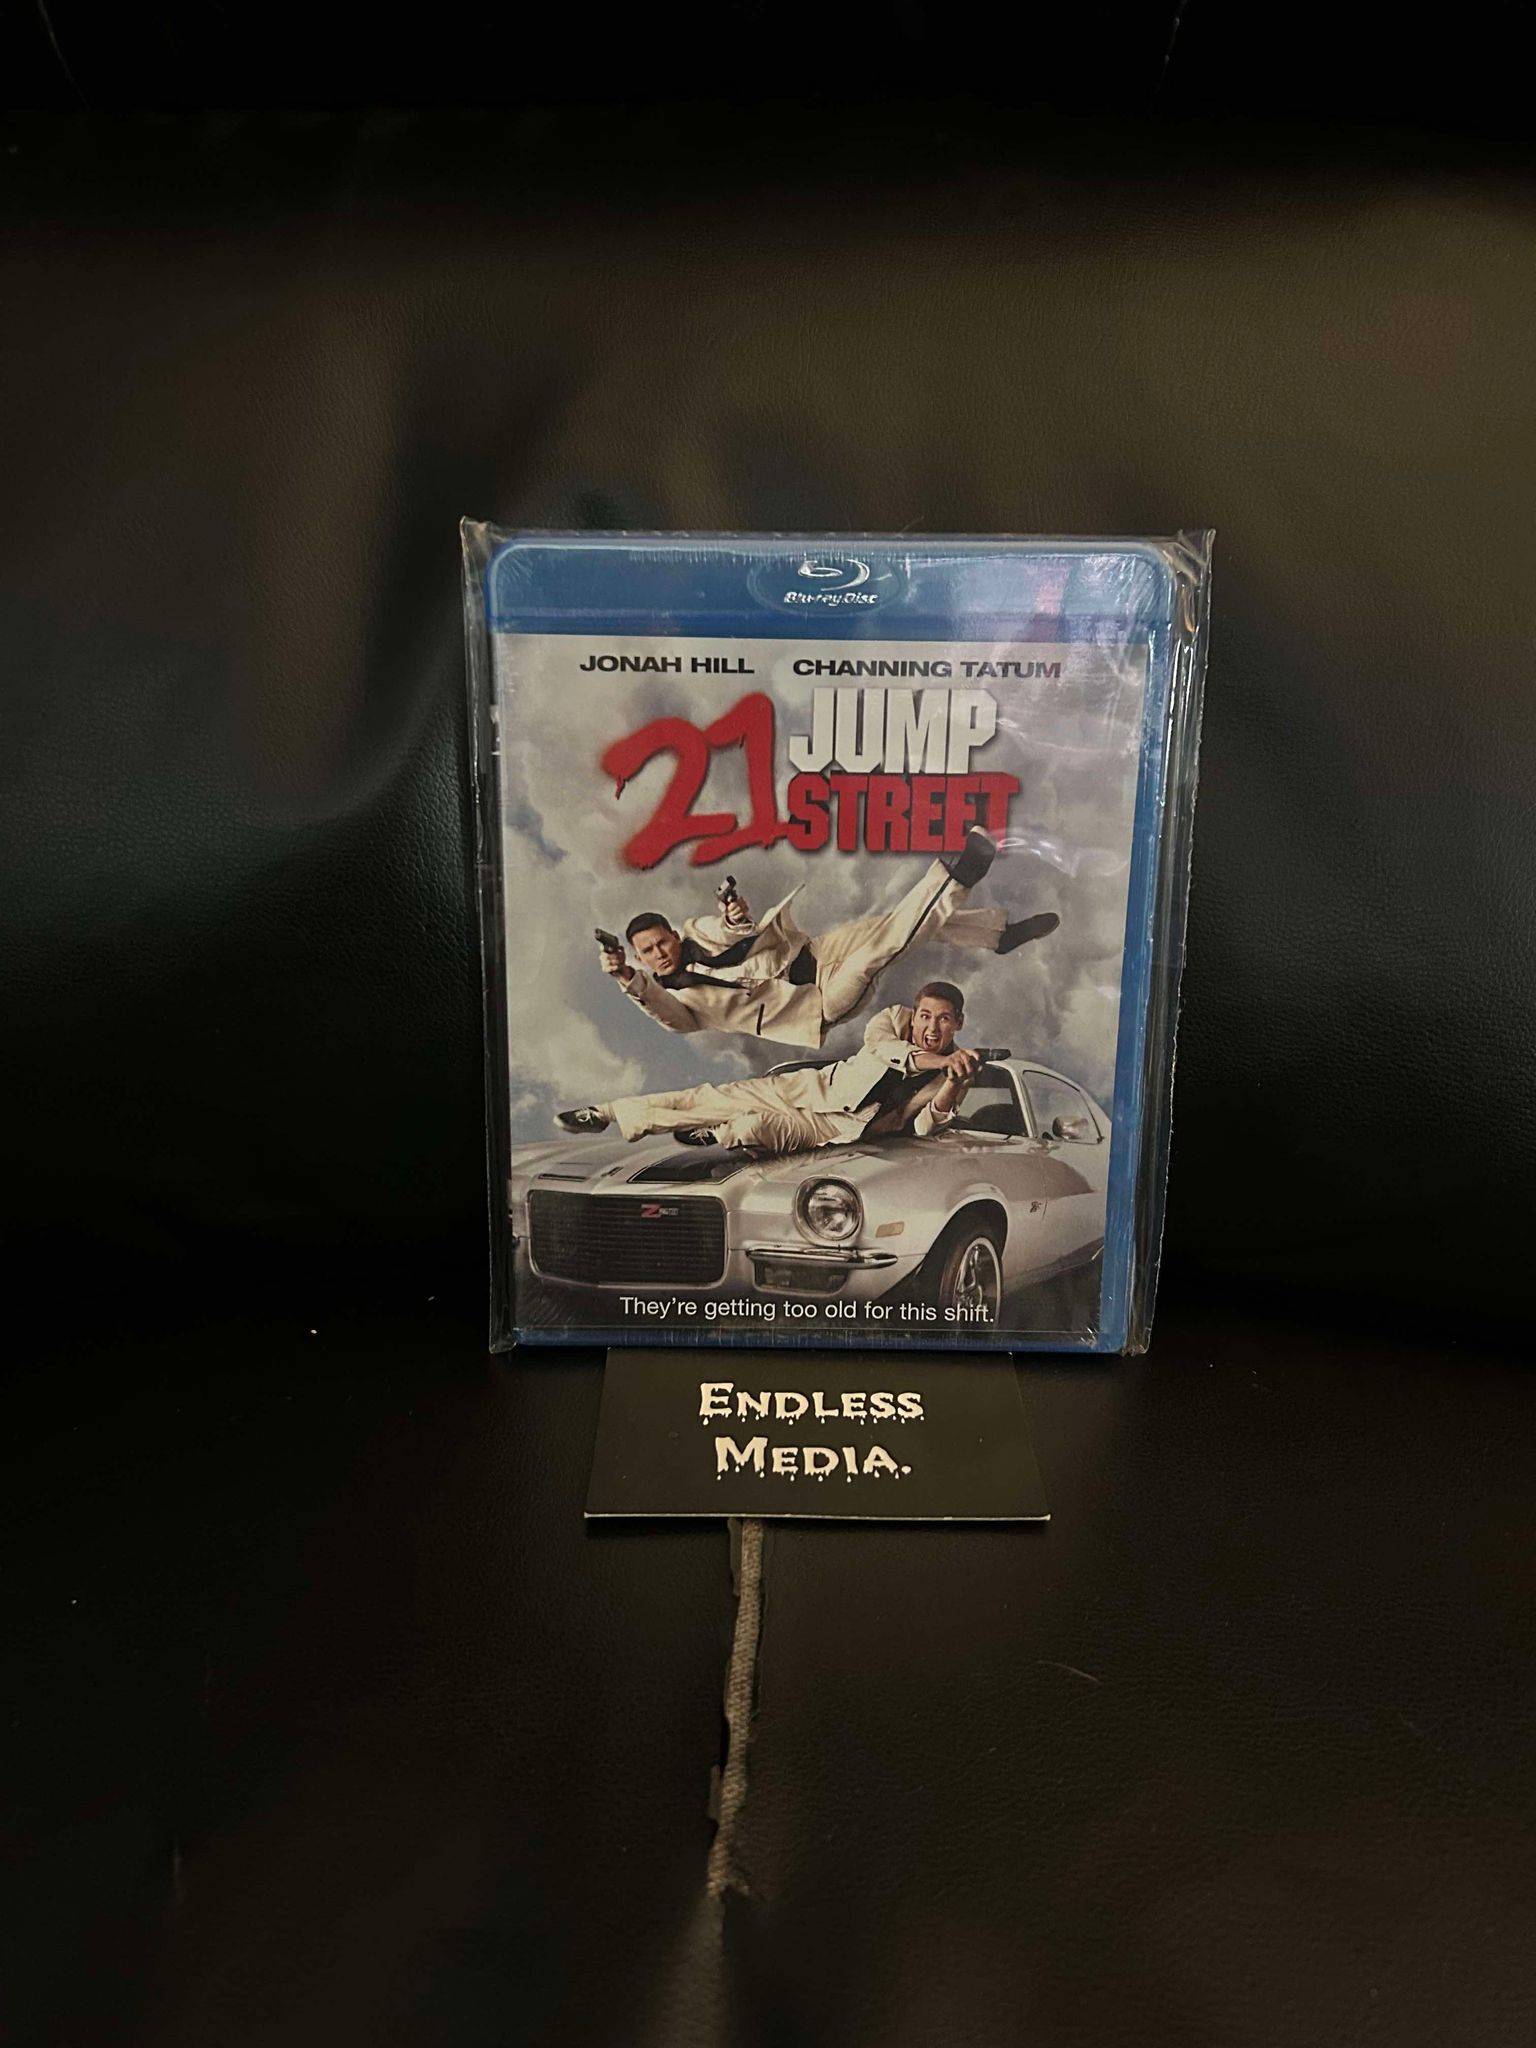 Blu-ray Disc
JONAH HILL CHANNING TATUM
21 JUMP
STREET
Z28
They're getting too old for this shift.
ENDLESS
MEDIA.